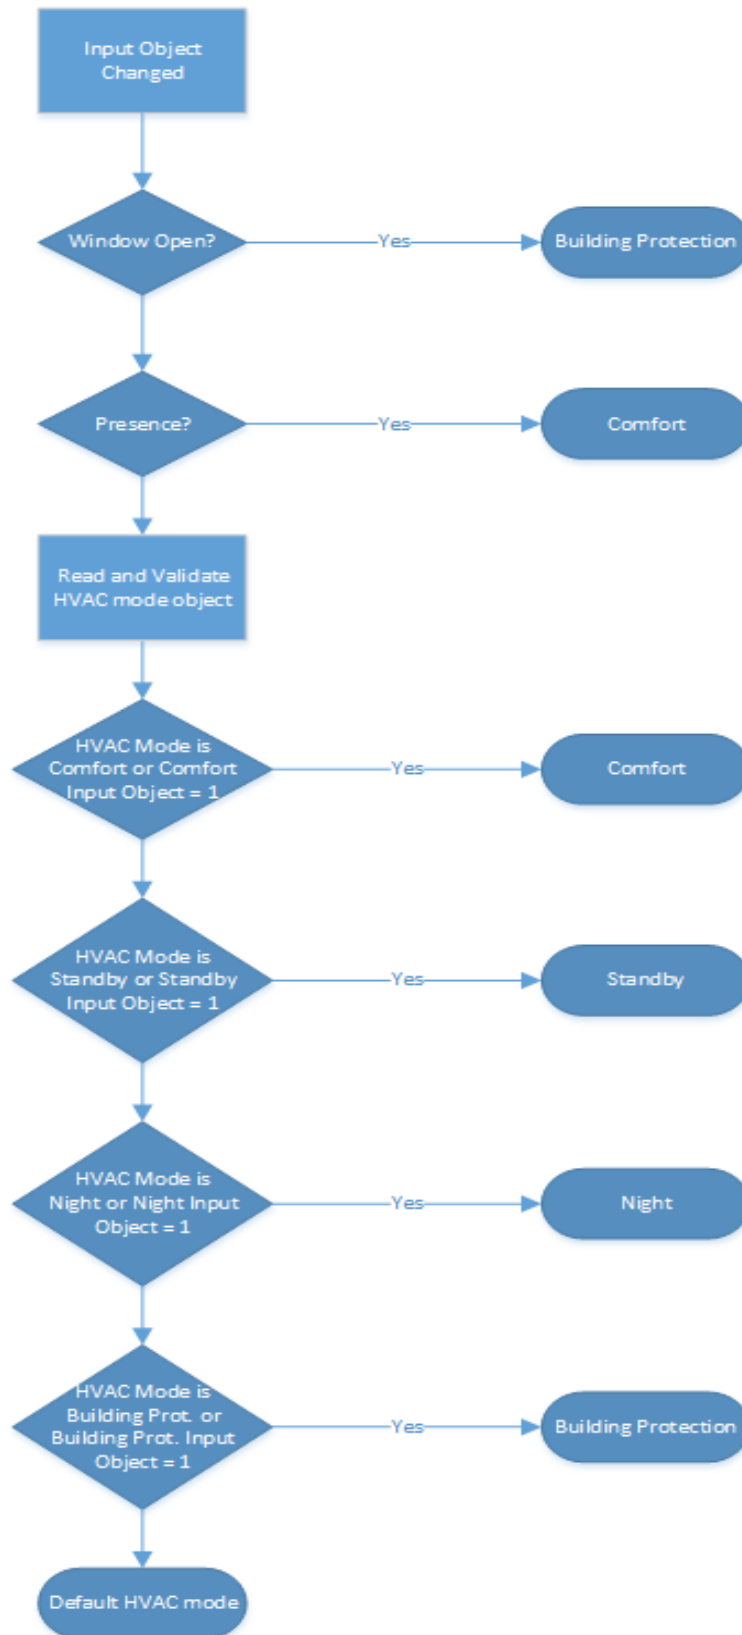 Input Object
Changed
Window Open?
Yes
Building Protection
Presence?
Yes
Comfort
Read and Validate
HVAC mode object
HVAC Mode is
Comfort or Comfort
Input Object = 1
Yes
Comfort
HVAC Mode is
Standby or Standby
Input Object = 1
Yes
Standby
HVAC Mode is
Night or Night Input
Object = 1
Yes
Night
HVAC Mode is
Building Prot. or
Building Prot. Input
Object = 1
Yes
Building Protection
Default HVAC mode